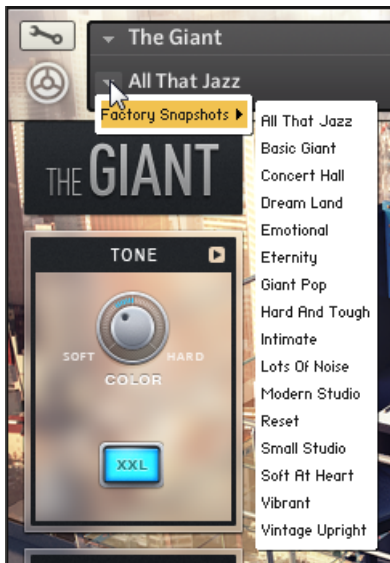 The Giant
All That Jazz
Factory Snapshots
All That Jazz
Basic Giant
Concert Hall
Dream Land
Emotional
Eternity
Giant Pop
Hard And Tough
Intimate
Lots Of Noise
Modern Studio
Reset
Small Studio
Soft At Heart
Vibrant
Vintage Upright
THE GIANT
TONE
SOFT HARD
COLOR
XXL